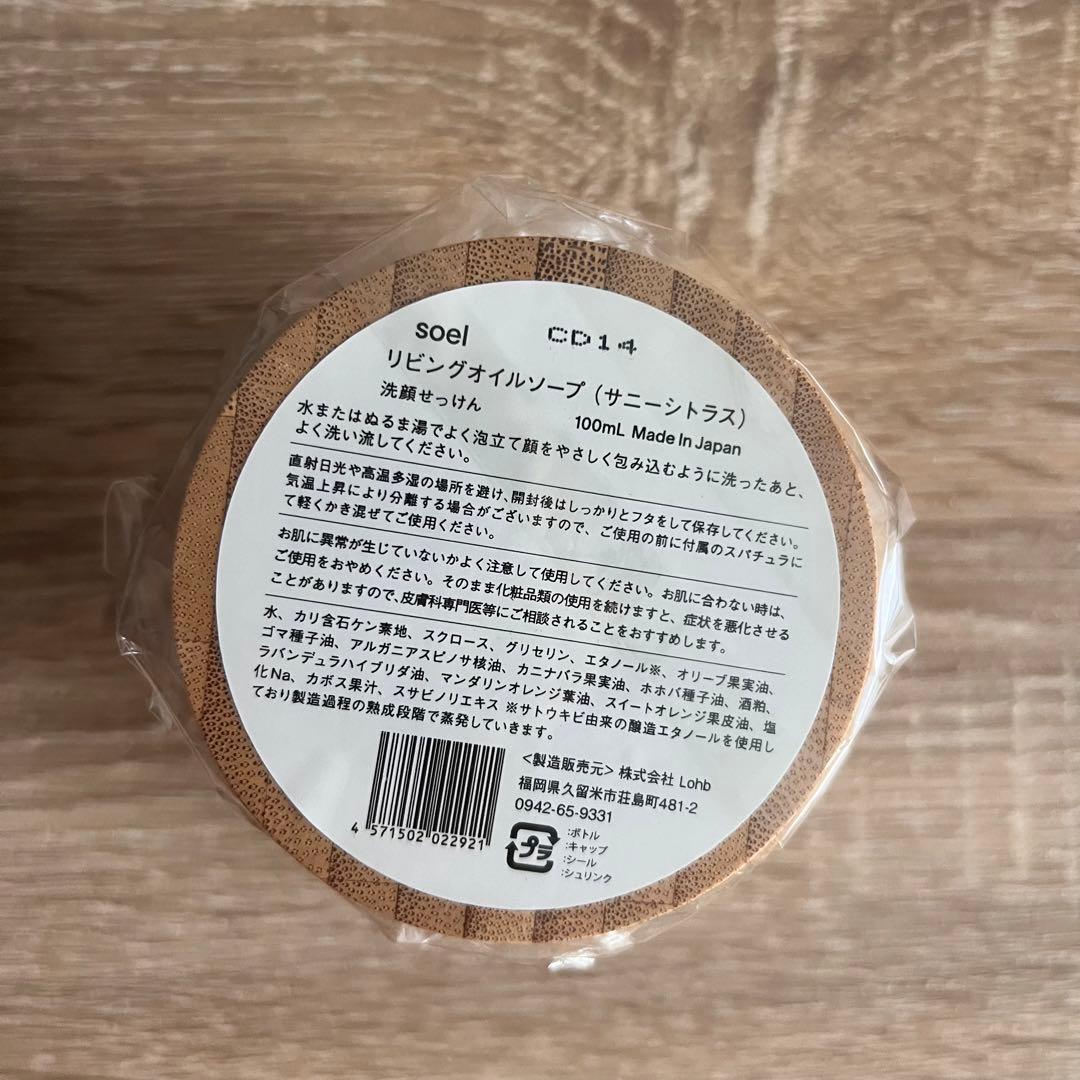 soel CD14
リビングオイルソープ（サニーシトラス）
洗顔せっけん 100mL Made In Japan
水またはぬるま湯でよく泡立て顔をやさしく包み込むように洗ったあと、
よく洗い流してください。
直射日光や高温多湿の場所を避け、開封後はしっかりとフタをして保存してください。
気温上昇により分離する場合がございますので、ご使用の前に付属のスパチュラに
て軽くかき混ぜてご使用ください。
お肌に異常が生じていないかよく注意して使用してください。お肌に合わない時は、
ご使用をおやめください。そのまま化粧品類の使用を続けますと、症状を悪化させる
ことがありますので、皮膚科専門医等にご相談されることをおすすめします。
水、カリ含石ケン素地、スクロース、グリセリン、エタノール※、オリーブ果実油、
ゴマ種子油、アルガニアスピノサ核油、カニナバラ果実油、ホホバ種子油、酒粕、
ラバンデュラハイブリダ油、マンダリンオレンジ葉油、スイートオレンジ果皮油、塩
化Na、カボス果汁、スサビノリエキス ※サトウキビ由来の醸造エタノールを使用し
ており製造過程の熟成段階で蒸発していきます。
<製造販売元> 株式会社 Lohb
福岡県久留米市荘島町481-2
0942-65-9331
4 571502 022921
プラ
:ボトル
:キャップ
:シール
:シュリンク